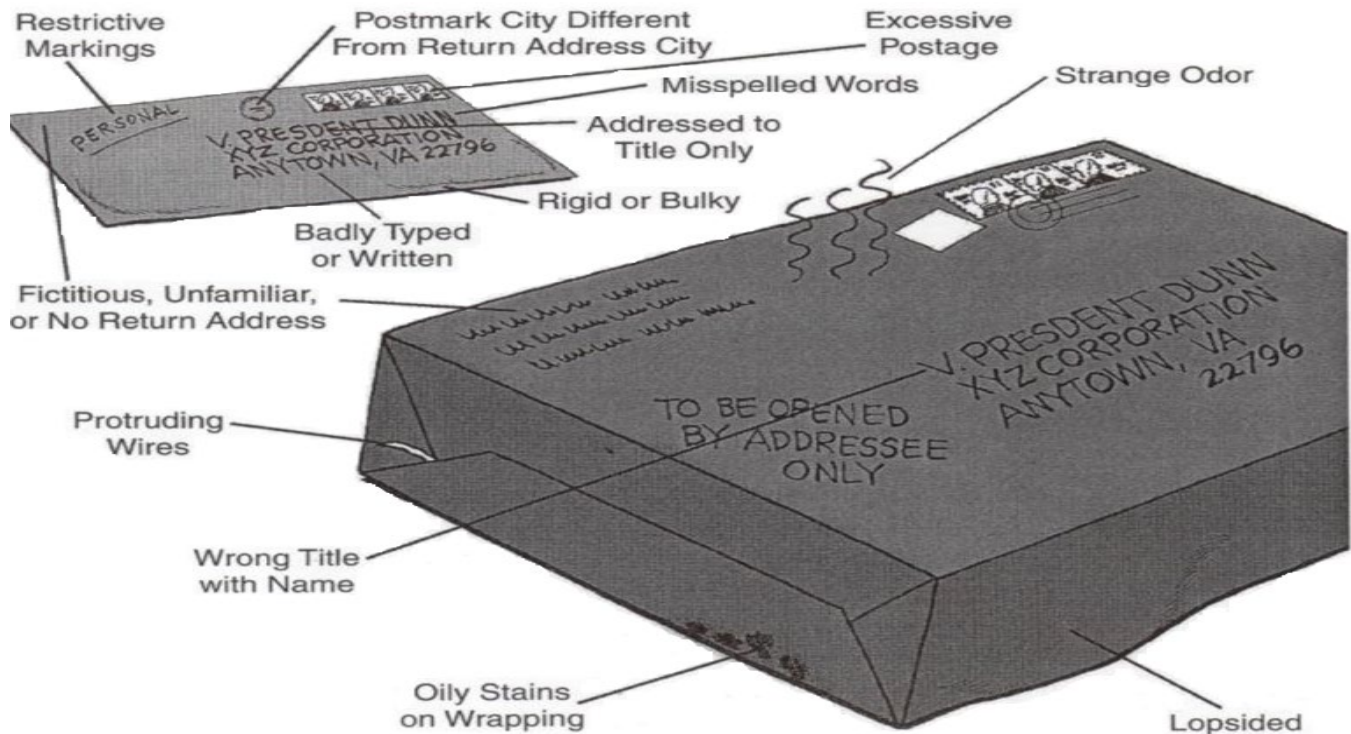 Restrictive
Markings
Postmark City Different
From Return Address City
Excessive
Postage
Misspelled Words
Strange Odor
Addressed to
Title Only
PERSONAL
V. PRESDENT DUNN
XYZ CORPORATION
ANYTOWN, VA 22796
Rigid or Bulky
Badly Typed
or Written
Fictitious, Unfamiliar,
or No Return Address
V. PRESDENT DUNN
XYZ CORPORATION
ANYTOWN, VA
22796
TO BE OPENED
BY ADDRESSEE
ONLY
Protruding
Wires
Wrong Title
with Name
Oily Stains
on Wrapping
Lopsided